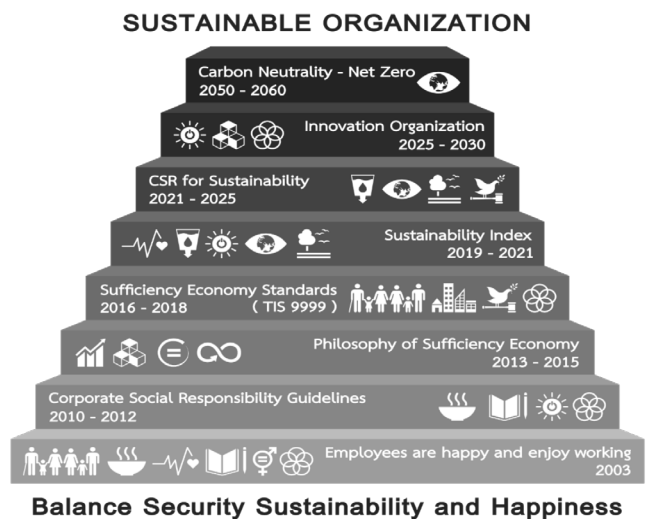 SUSTAINABLE ORGANIZATION
Carbon Neutrality - Net Zero
2050 - 2060
Innovation Organization
2025 - 2030
CSR for Sustainability
2021 - 2025
Sustainability Index
2019 - 2021
Sufficiency Economy Standards
2016 - 2018 ( TIS 9999 )
Philosophy of Sufficiency Economy
2013 - 2015
Corporate Social Responsibility Guidelines
2010 - 2012
Employees are happy and enjoy working
2003
Balance Security Sustainability and Happiness